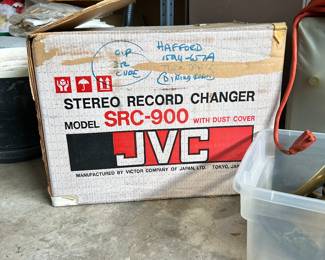 HAFFORD
STEREO RECORD CHANGER
MODEL SRC-900 WITH DUST COVER
JVC
MANUFACTURED BY VICTOR COMPANY OF JAPAN, LTD. TOKYO, JAPAN